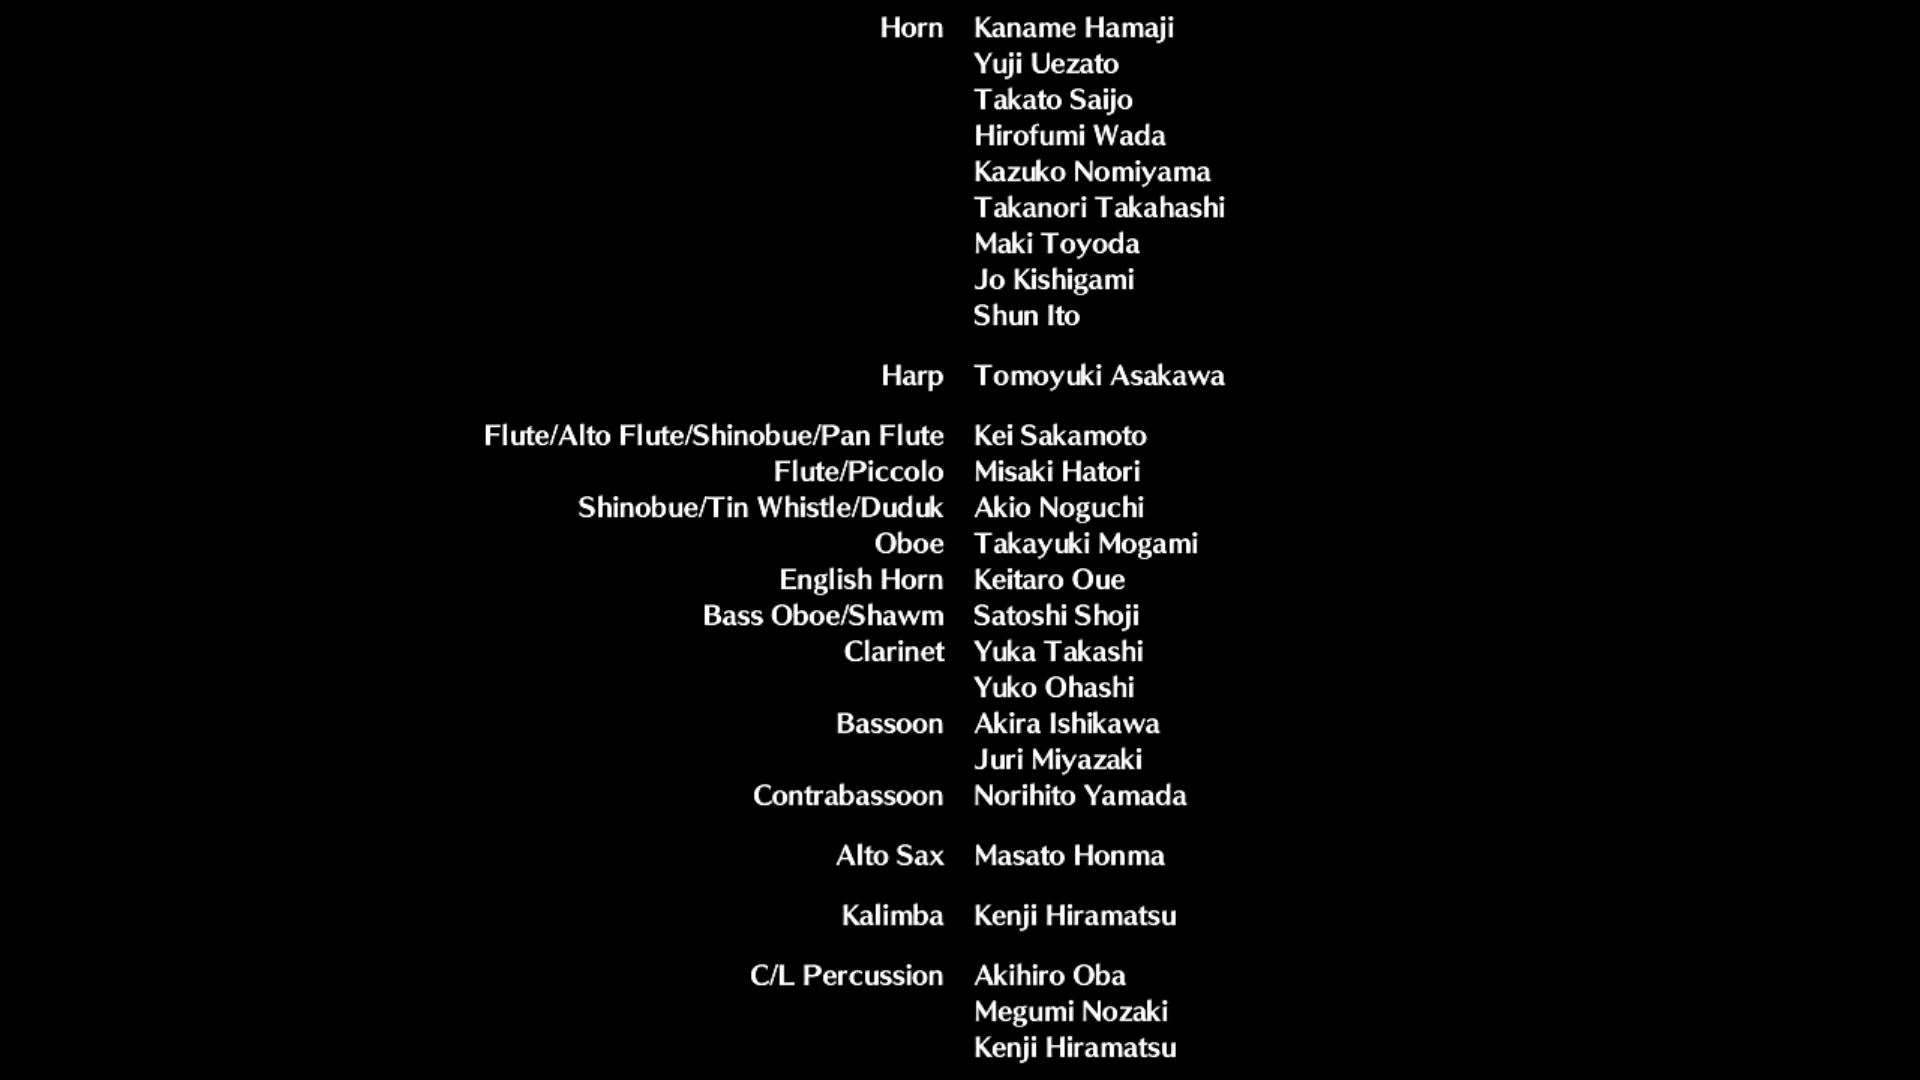 Horn Kaname Hamaji
Yuji Uezato
Takato Saijo
Hirofumi Wada
Kazuko Nomiyama
Takanori Takahashi
Maki Toyoda
Jo Kishigami
Shun Ito
Harp Tomoyuki Asakawa
Flute/Alto Flute/Shinobue/Pan Flute Kei Sakamoto
Flute/Piccolo Misaki Hatori
Shinobue/Tin Whistle/Duduk Akio Noguchi
Oboe Takayuki Mogami
English Horn Keitaro Oue
Bass Oboe/Shawm Satoshi Shoji
Clarinet Yuka Takashi
Yuko Ohashi
Bassoon Akira Ishikawa
Juri Miyazaki
Contrabassoon Norihito Yamada
Alto Sax Masato Honma
Kalimba Kenji Hiramatsu
C/L Percussion Akihiro Oba
Megumi Nozaki
Kenji Hiramatsu